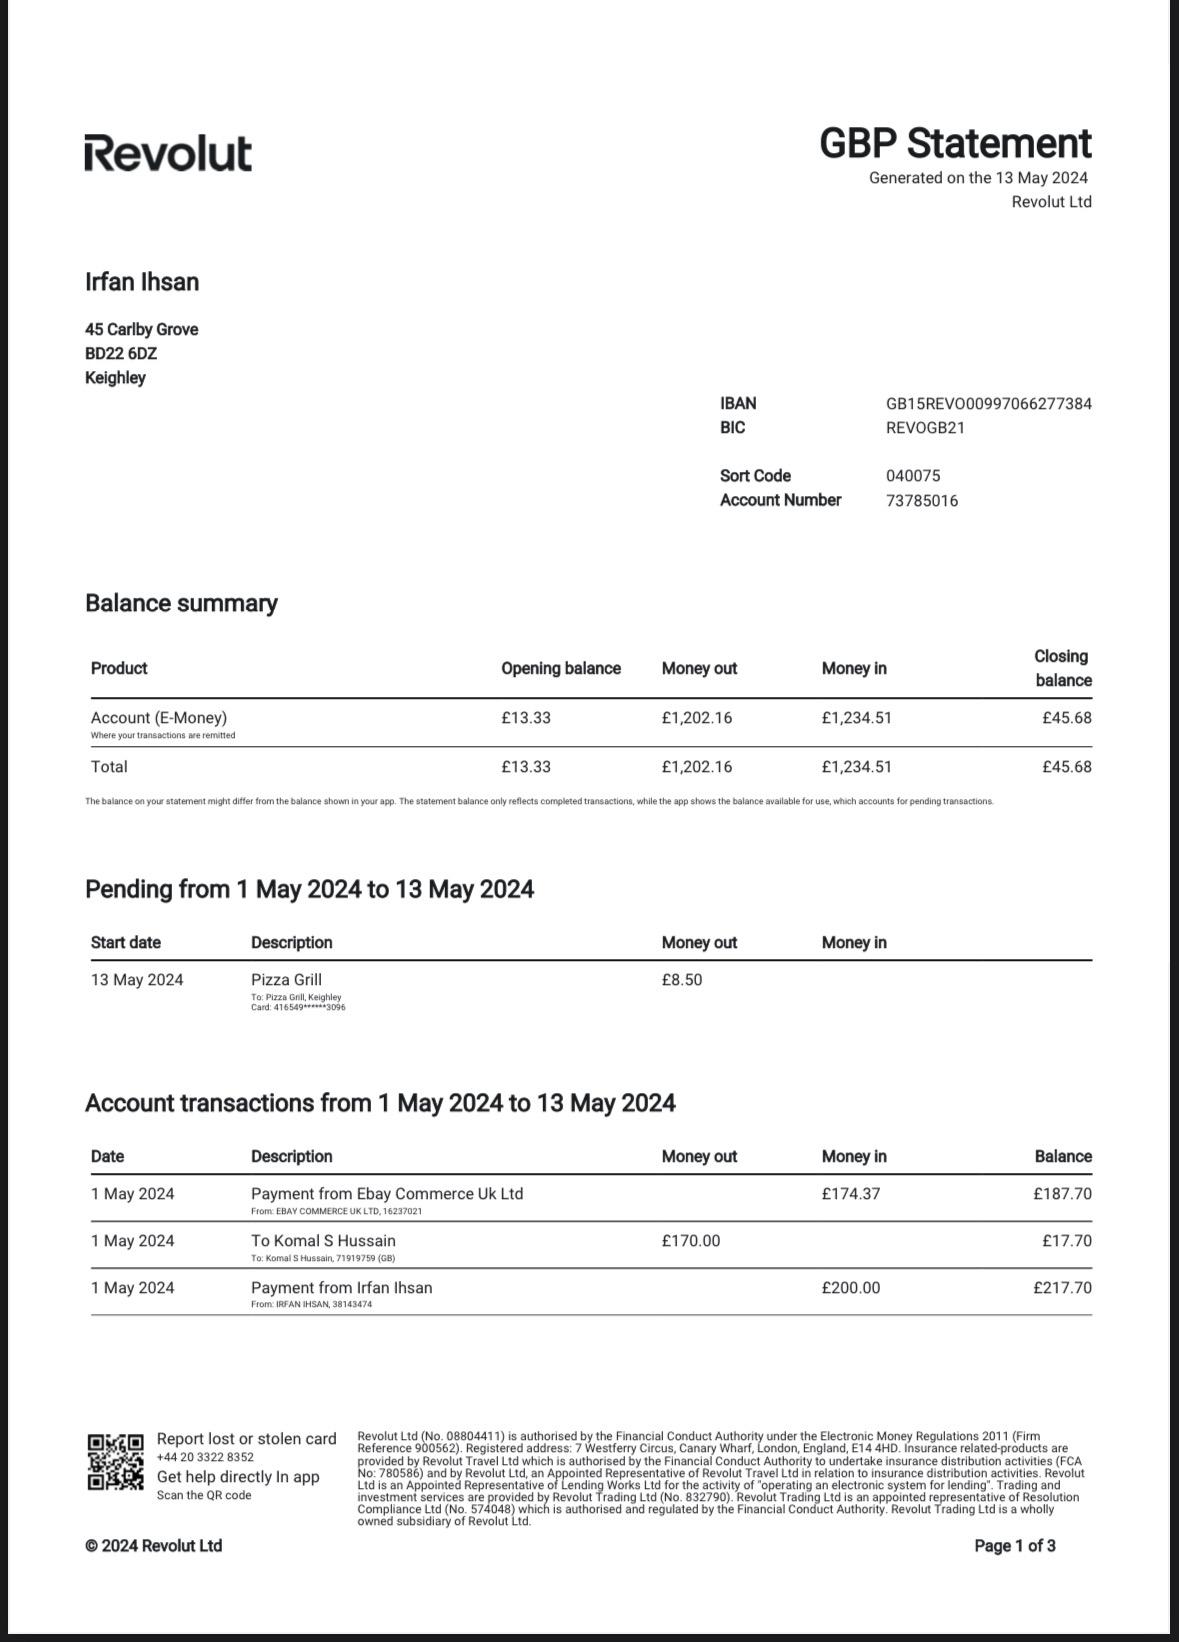 Revolut
GBP Statement
Generated on the 13 May 2024
Revolut Ltd
Irfan Ihsan
45 Carlby Grove
BD22 6DZ
Keighley
IBAN GB15REVO00997066277384
BIC REVOGB21
Sort Code 040075
Account Number 73785016
Balance summary
Product Opening balance Money out Money in Closing balance
Account (E-Money) £13.33 £1,202.16 £1,234.51 £45.68
Where your transactions are remitted
Total £13.33 £1,202.16 £1,234.51 £45.68
The balance on your statement might differ from the balance shown in your app. The statement balance only reflects completed transactions, while the app shows the balance available for use, which accounts for pending transactions.
Pending from 1 May 2024 to 13 May 2024
Start date Description Money out Money in
13 May 2024 Pizza Grill £8.50
To: Pizza Grill, Keighley
Card: 416549******3096
Account transactions from 1 May 2024 to 13 May 2024
Date Description Money out Money in Balance
1 May 2024 Payment from Ebay Commerce Uk Ltd £174.37 £187.70
From: EBAY COMMERCE UK LTD, 16237021
1 May 2024 To Komal S Hussain £170.00 £17.70
To: Komal S Hussain, 71919759 (GB)
1 May 2024 Payment from Irfan Ihsan £200.00 £217.70
From: IRFAN IHSAN, 38143474
Report lost or stolen card
+44 20 3322 8352
Get help directly In app
Scan the QR code
Revolut Ltd (No. 08804411) is authorised by the Financial Conduct Authority under the Electronic Money Regulations 2011 (Firm
Reference 900562). Registered address: 7 Westferry Circus, Canary Wharf, London, England, E14 4HD. Insurance related-products are
provided by Revolut Travel Ltd which is authorised by the Financial Conduct Authority to undertake insurance distribution activities (FCA
No: 780586) and by Revolut Ltd, an Appointed Representative of Revolut Travel Ltd in relation to insurance distribution activities. Revolut
Ltd is an Appointed Representative of Lending Works Ltd for the activity of "operating an electronic system for lending". Trading and
investment services are provided by Revolut Trading Ltd (No. 832790). Revolut Trading Ltd is an appointed representative of Resolution
Compliance Ltd (No. 574048) which is authorised and regulated by the Financial Conduct Authority. Revolut Trading Ltd is a wholly
owned subsidiary of Revolut Ltd.
© 2024 Revolut Ltd
Page 1 of 3